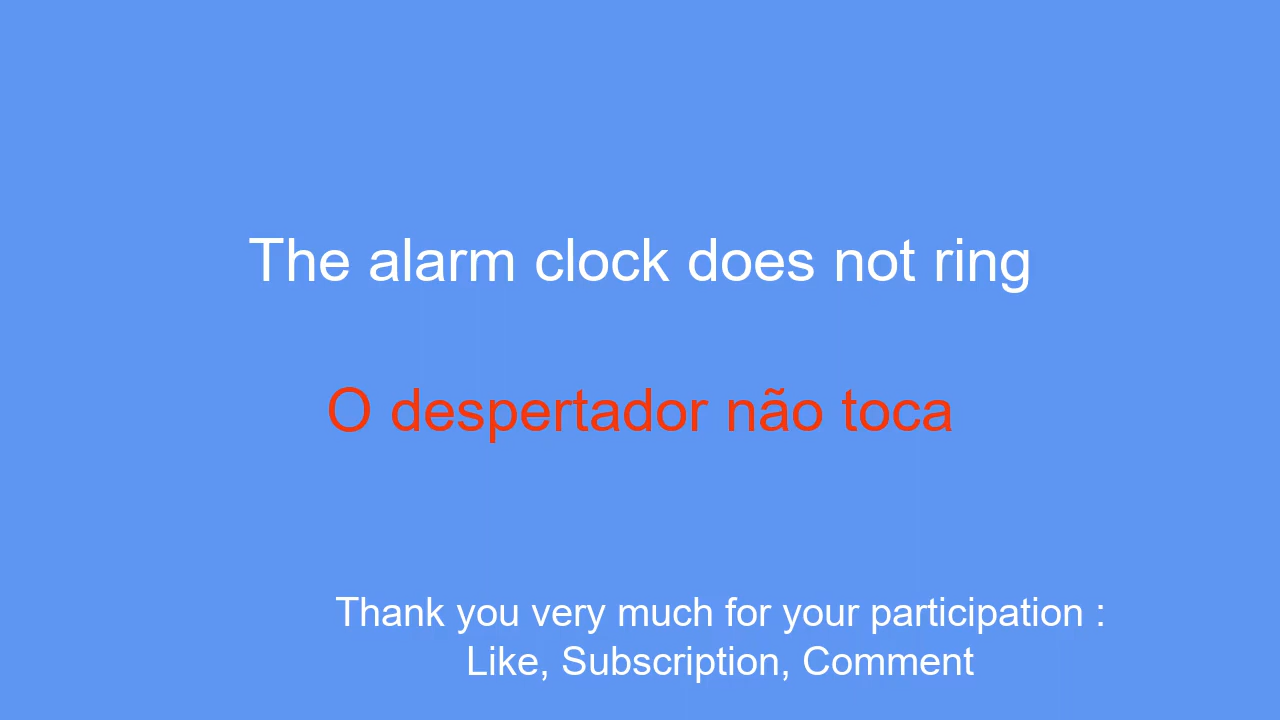 The alarm clock does not ring
O despertador não toca
Thank you very much for your participation :
Like, Subscription, Comment